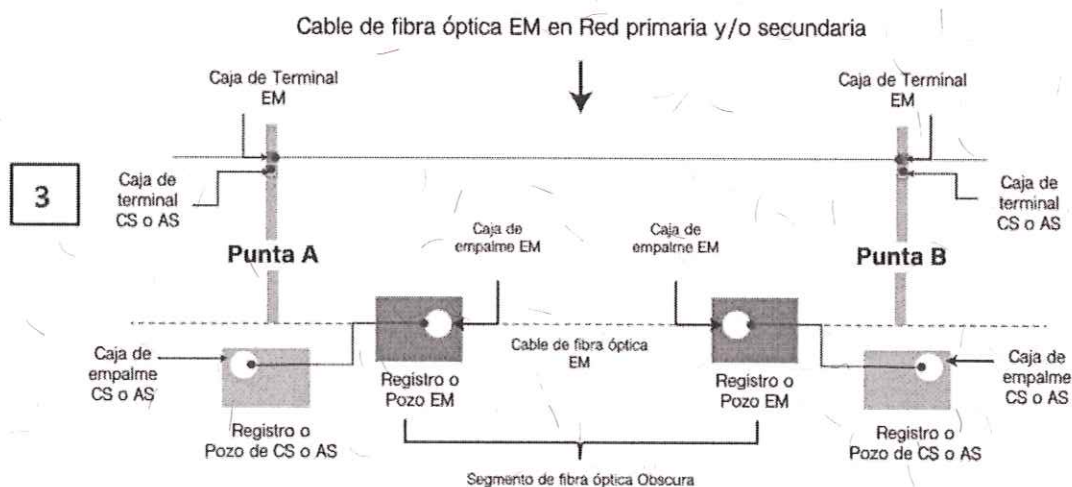 Cable de fibra óptica EM en Red primaria y/o secundaria
Caja de Terminal
EM
Caja de Terminal
EM
3
Caja de
terminal
CS o AS
Caja de
terminal
CS o AS
Punta A
Caja de
empalme EM
Caja de
empalme EM
Punta B
Caja de
empalme
CS o AS
Cable de fibra óptica
EM
Caja de
empalme
CS o AS
Registro o
Pozo EM
Registro o
Pozo EM
Registro o
Pozo de CS o AS
Registro o
Pozo de CS o AS
Segmento de fibra óptica Obscura